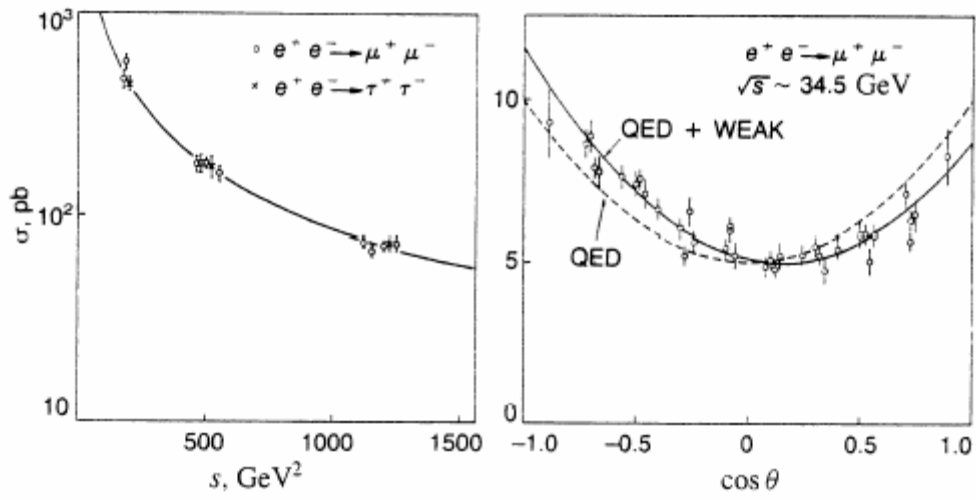 10³
o e⁺ e⁻ → μ⁺ μ⁻
× e⁺ e⁻ → τ⁺ τ⁻
σ, pb
10²
10
500
1000
1500
s, GeV²
e⁺ e⁻ → μ⁺ μ⁻
√s ~ 34.5 GeV
10
QED + WEAK
QED
5
0
−1.0
−0.5
0
0.5
1.0
cos θ